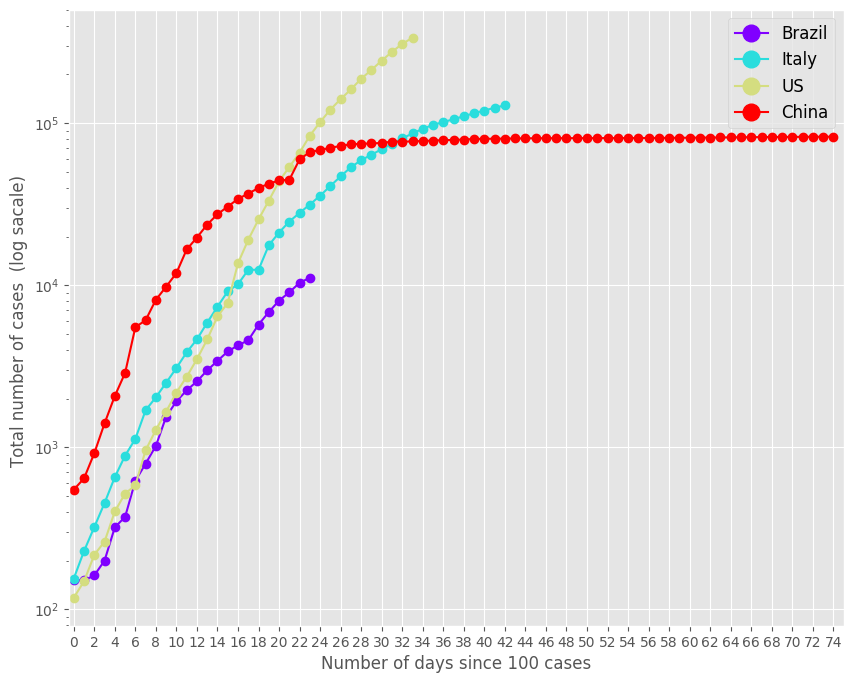 Brazil
Italy
US
China
10^5
10^4
10^3
10^2
Total number of cases  (log sacale)
0 2 4 6 8 10 12 14 16 18 20 22 24 26 28 30 32 34 36 38 40 42 44 46 48 50 52 54 56 58 60 62 64 66 68 70 72 74
Number of days since 100 cases